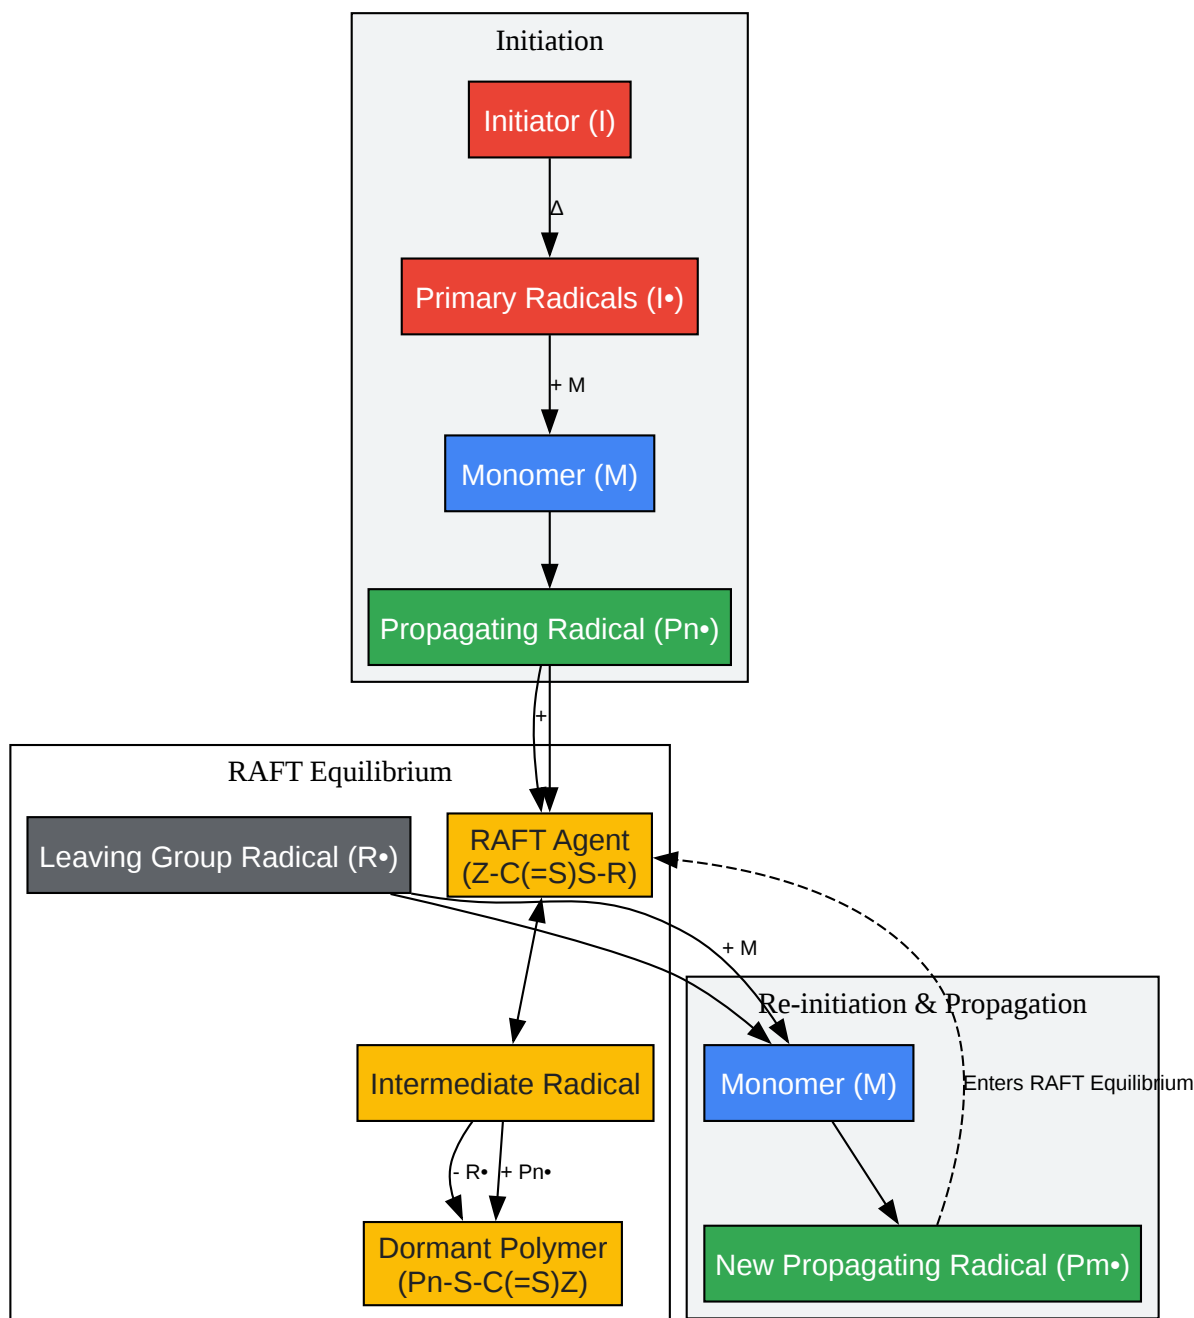 Initiation
Initiator (I)
Δ
Primary Radicals (I•)
+ M
Monomer (M)
Propagating Radical (Pn•)
+
RAFT Equilibrium
Leaving Group Radical (R•)
RAFT Agent
(Z-C(=S)S-R)
+ M
Re-initiation & Propagation
Intermediate Radical
Monomer (M)
Enters RAFT Equilibrium
- R•
+ Pn•
Dormant Polymer
(Pn-S-C(=S)Z)
New Propagating Radical (Pm•)